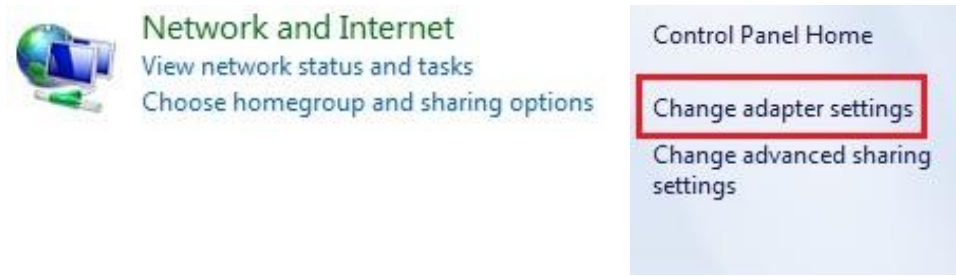 Network and Internet
View network status and tasks
Choose homegroup and sharing options
Control Panel Home
Change adapter settings
Change advanced sharing
settings